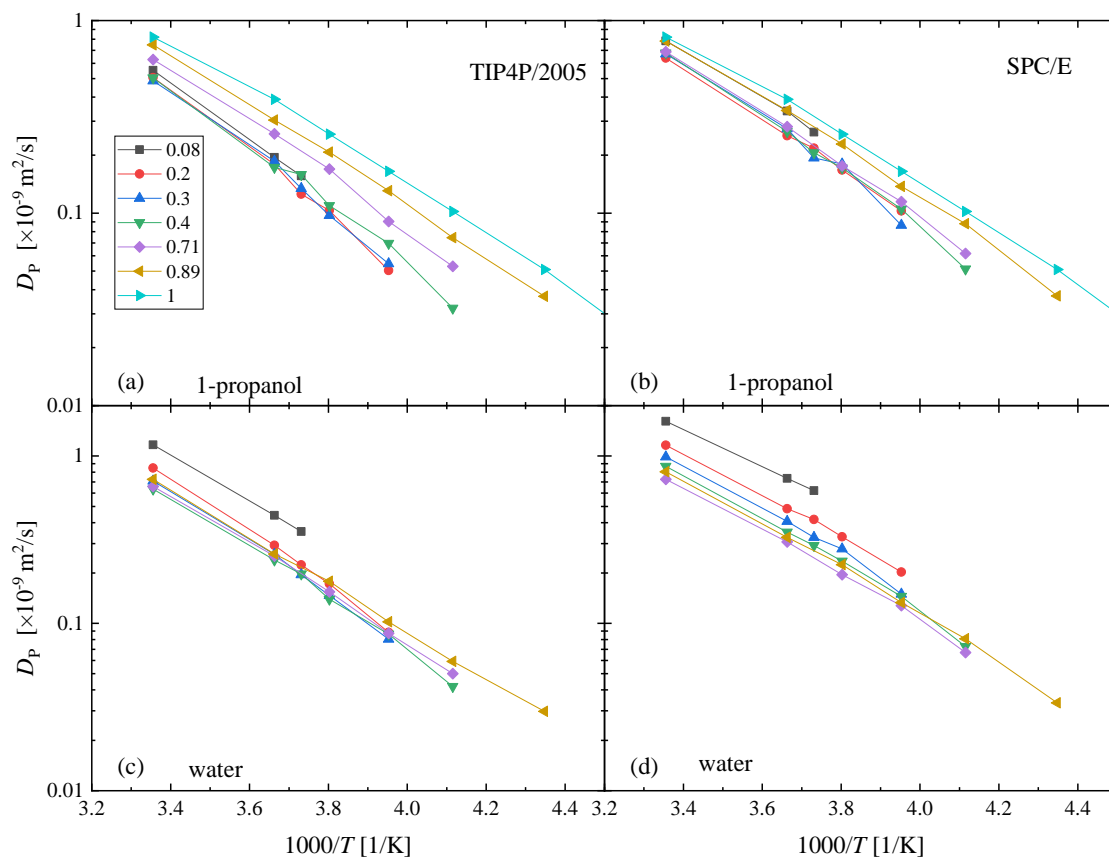 1
0.1
0.01
D_P [×10⁻⁹ m²/s]
TIP4P/2005
SPC/E
0.08
0.2
0.3
0.4
0.71
0.89
1
(a)
1-propanol
(b)
1-propanol
1
0.1
0.01
D_P [×10⁻⁹ m²/s]
(c)
water
(d)
water
3.2 3.4 3.6 3.8 4.0 4.2 4.4 3.2 3.4 3.6 3.8 4.0 4.2 4.4
1000/T [1/K]
1000/T [1/K]